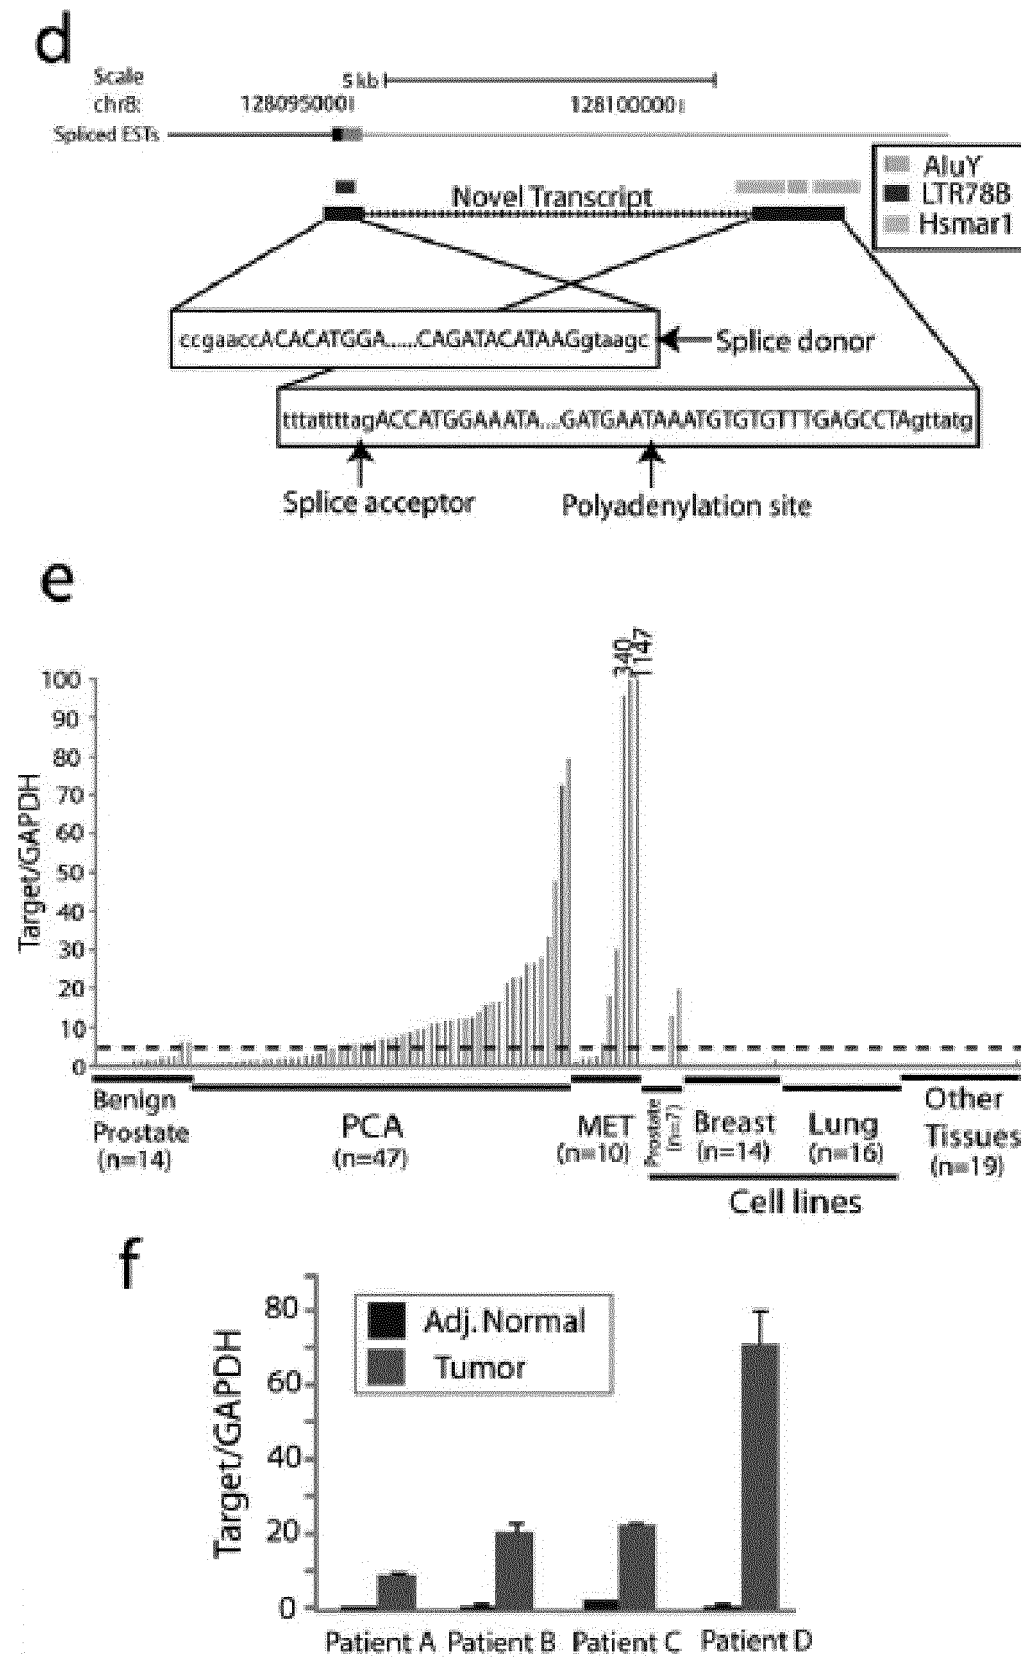 d
Scale 5 kb
chr8: 128095000 128100000
Spliced ESTs
AluY
LTR78B
Hsmar1
Novel Transcript
ccgaaccACACATGGA......CAGATACATAAGgtaagc
Splice donor
tttattttagACCATGGAAATA....GATGAATAAATGTGTGTTTGAGCCTAgttatg
Splice acceptor
Polyadenylation site
e
340
1147
Target/GAPDH
100
90
80
70
60
50
40
30
20
10
0
Benign
Prostate
(n=14)
PCA
(n=47)
MET
(n=10)
Prostate
(n=7)
Breast
(n=14)
Lung
(n=16)
Other
Tissues
(n=19)
Cell lines
f
Target/GAPDH
80
60
40
20
0
Adj. Normal
Tumor
Patient A Patient B Patient C Patient D